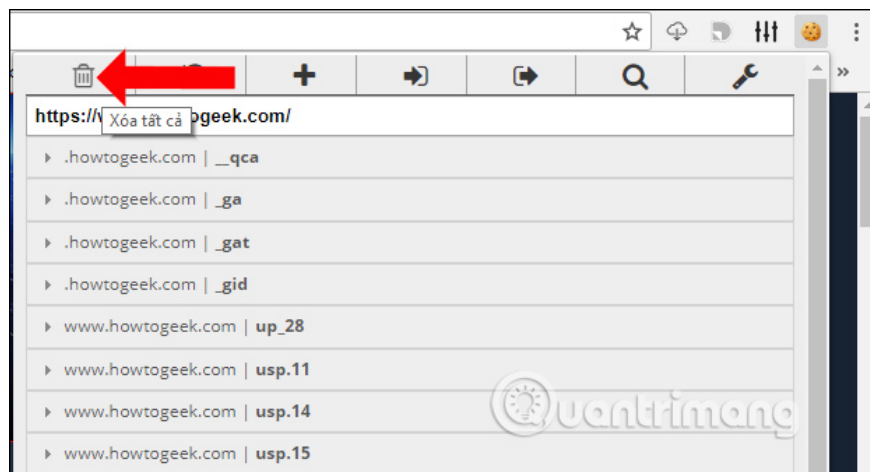 https://w ogeek.com/
Xóa tất cả
.howtogeek.com | __qca
.howtogeek.com | _ga
.howtogeek.com | _gat
.howtogeek.com | _gid
www.howtogeek.com | up_28
www.howtogeek.com | usp.11
www.howtogeek.com | usp.14
www.howtogeek.com | usp.15
Quantrimang